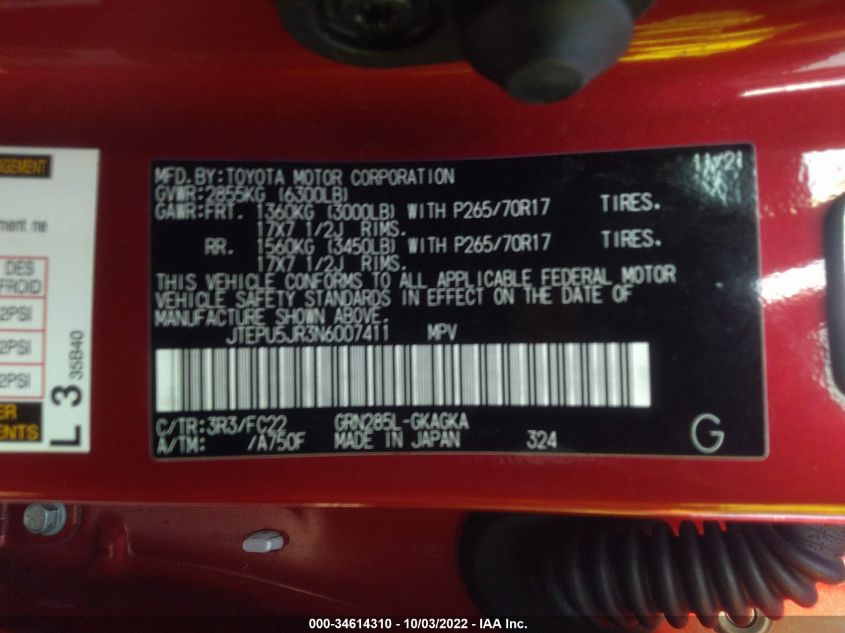 MFD.BY:TOYOTA MOTOR CORPORATION 11/21
GVWR:2855KG (6300LB)
GAWR:FRT. 1360KG (3000LB) WITH P265/70R17 TIRES.
17X7 1/2J RIMS.
RR. 1560KG (3450LB) WITH P265/70R17 TIRES.
17X7 1/2J RIMS.
THIS VEHICLE CONFORMS TO ALL APPLICABLE FEDERAL MOTOR
VEHICLE SAFETY STANDARDS IN EFFECT ON THE DATE OF
MANUFACTURE SHOWN ABOVE.
JTEPU5JR3N6007411 MPV
C/TR:3R3/FC22 GRN285L-GKAGKA
A/TM: /A750F MADE IN JAPAN 324
G
DES
FROID
2PSI
2PSI
2PSI
L 3 35B40
000-34614310 - 10/03/2022 - IAA Inc.